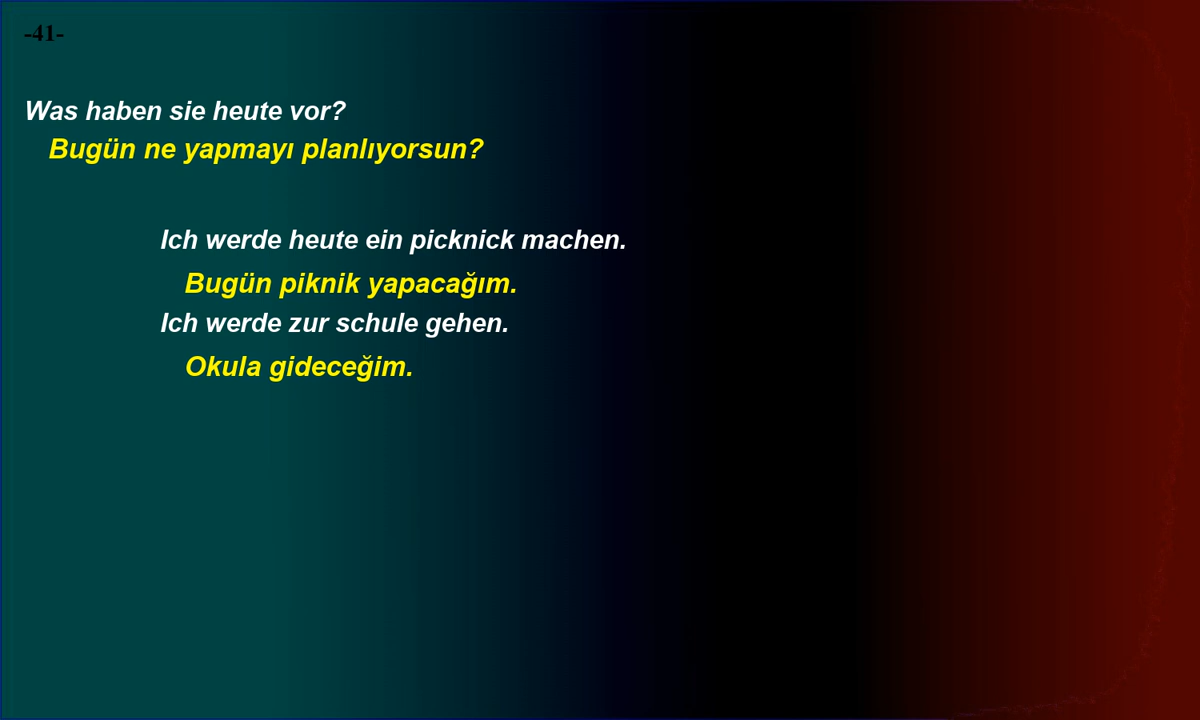 -41-
Was haben sie heute vor?
Bugün ne yapmayı planlıyorsun?
Ich werde heute ein picknick machen.
Bugün piknik yapacağım.
Ich werde zur schule gehen.
Okula gideceğim.